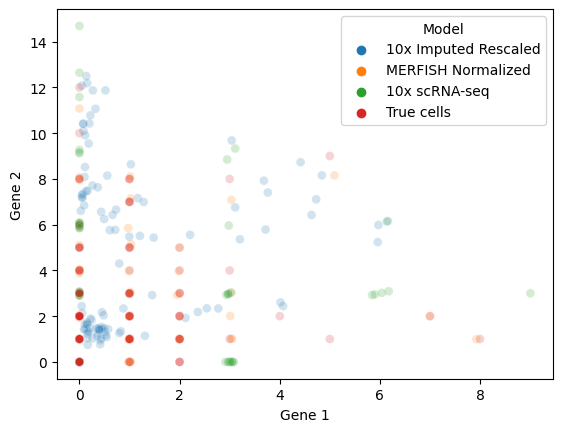 Model
10x Imputed Rescaled
MERFISH Normalized
10x scRNA-seq
True cells
14
12
10
8
6
4
2
0
Gene 2
0 2 4 6 8
Gene 1